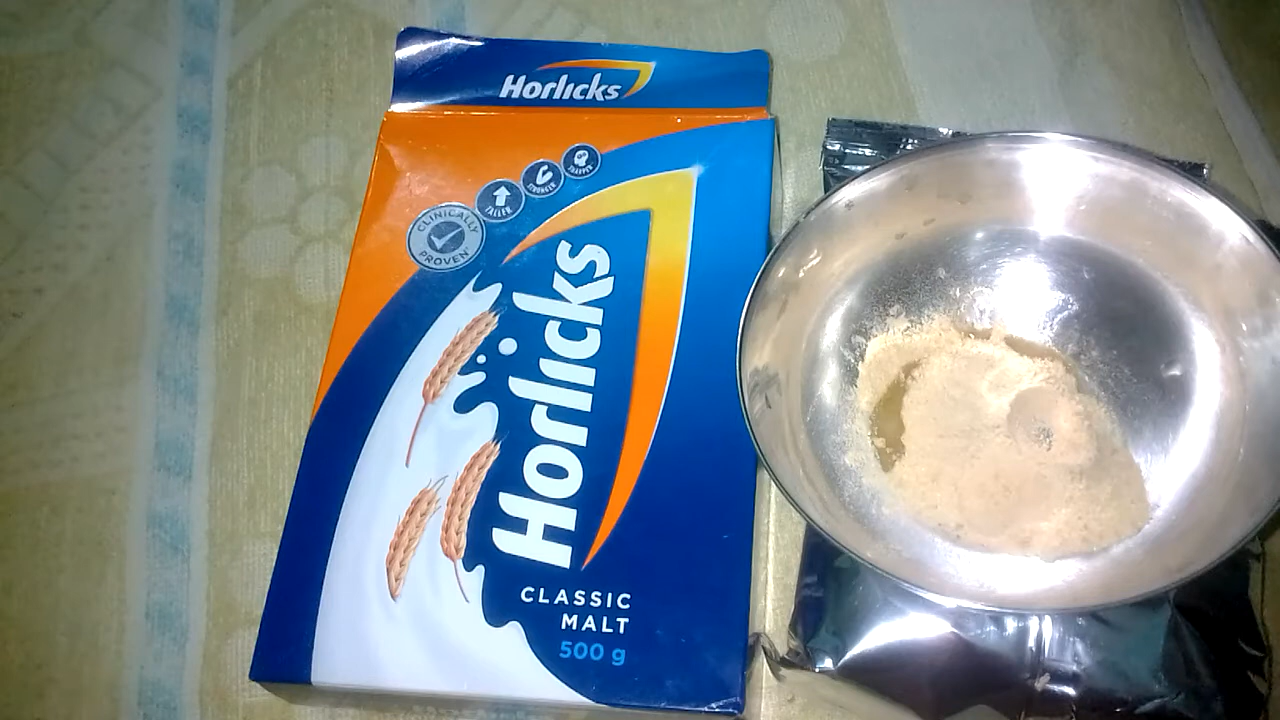 Horlicks
CLINICALLY
PROVEN
TALLER
STRONGER
SHARPER
Horlicks
CLASSIC
MALT
500 g